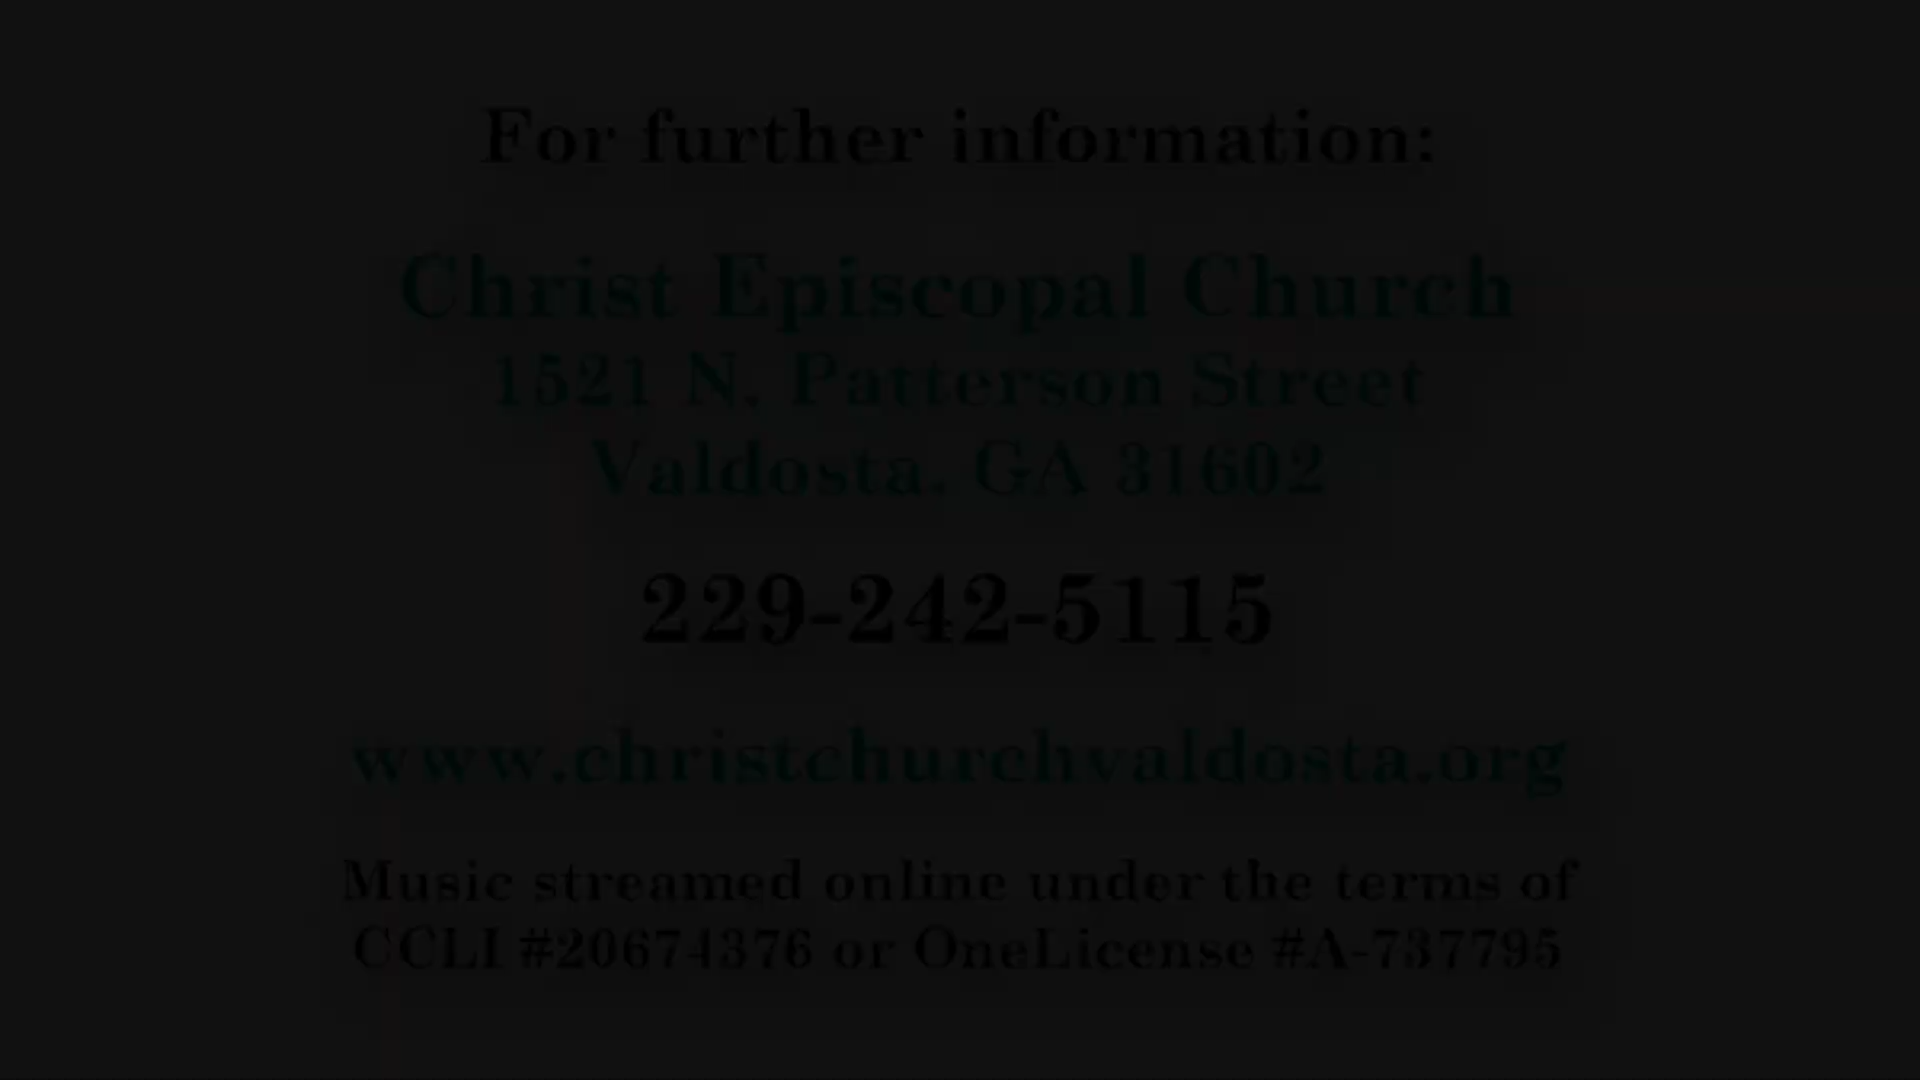 For further information:
Christ Episcopal Church
1521 N. Patterson Street
Valdosta, GA 31602
229-242-5115
www.christchurchvaldosta.org
Music streamed online under the terms of
CCLI #20674376 or OneLicense #A-737795